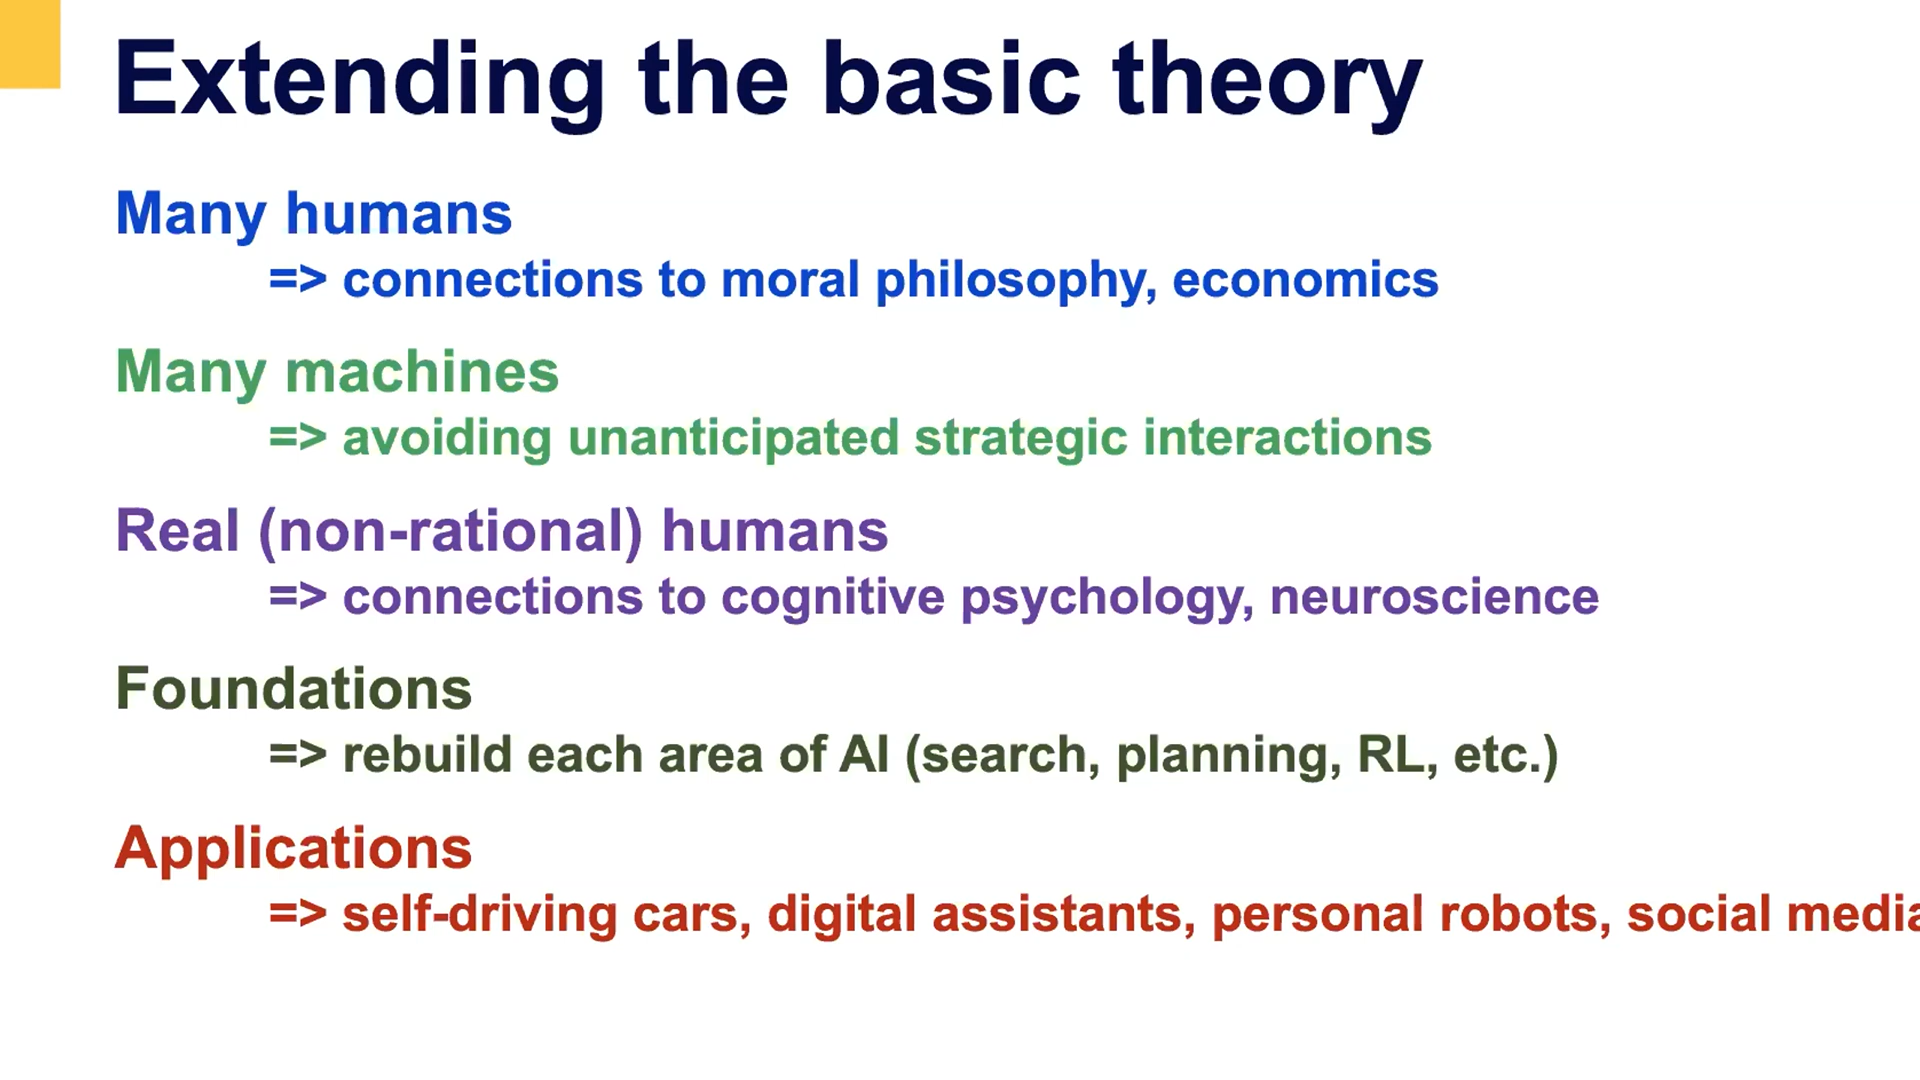 Extending the basic theory
Many humans
=> connections to moral philosophy, economics
Many machines
=> avoiding unanticipated strategic interactions
Real (non-rational) humans
=> connections to cognitive psychology, neuroscience
Foundations
=> rebuild each area of AI (search, planning, RL, etc.)
Applications
=> self-driving cars, digital assistants, personal robots, social media